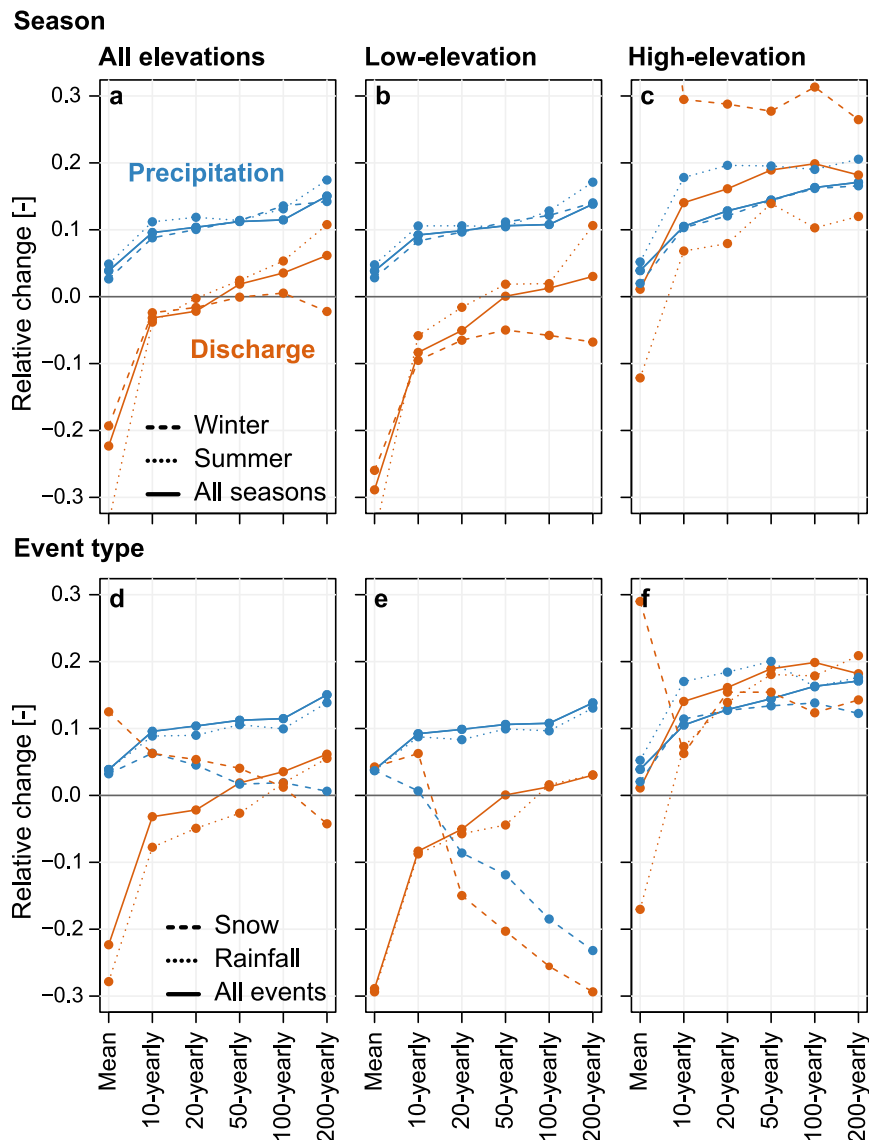 Season
All elevations Low-elevation High-elevation
a b c
Relative change [-]
0.3
0.2
0.1
0.0
−0.1
−0.2
−0.3
Precipitation
Discharge
Winter
Summer
All seasons
Event type
d e f
Relative change [-]
0.3
0.2
0.1
0.0
−0.1
−0.2
−0.3
Snow
Rainfall
All events
Mean 10-yearly 20-yearly 50-yearly 100-yearly 200-yearly Mean 10-yearly 20-yearly 50-yearly 100-yearly 200-yearly Mean 10-yearly 20-yearly 50-yearly 100-yearly 200-yearly